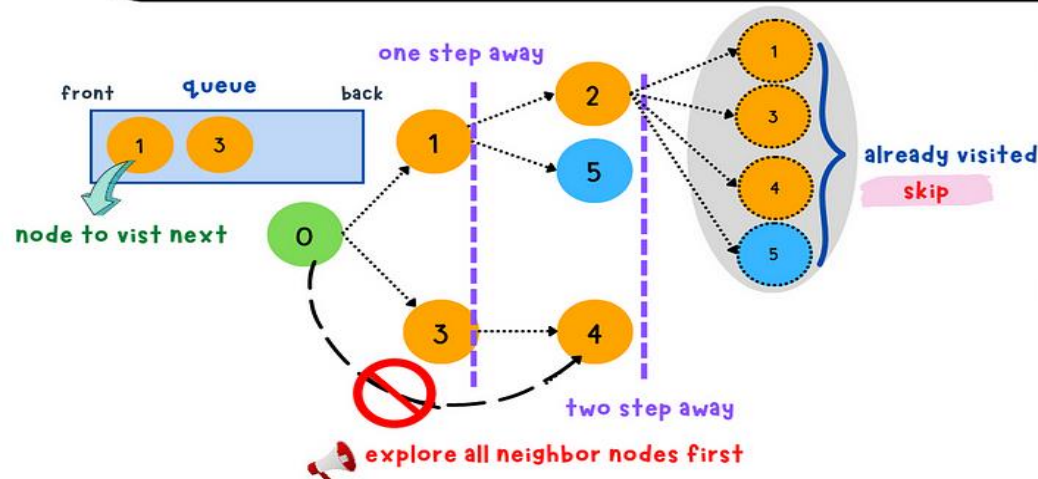 one step away
front
queue
back
1
3
node to vist next
0
1
3
2
5
4
1
3
4
5
already visited
skip
two step away
explore all neighbor nodes first